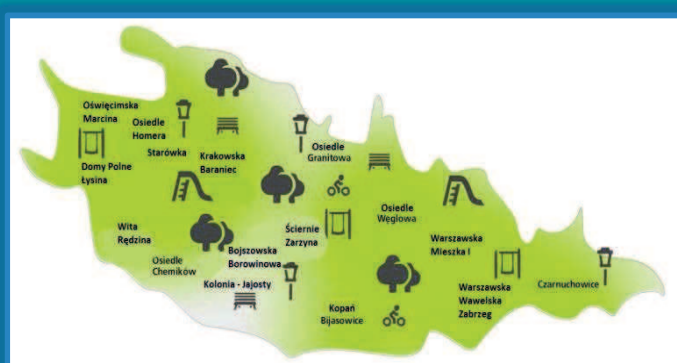 Oświęcimska
Marcina
Osiedle
Homera
Domy Polne
Łysina
Starówka
Krakowska
Baraniec
Osiedle
Granitowa
Wita
Rędzina
Osiedle
Chemików
Bojszowska
Borowinowa
Ściernie
Zarzyna
Osiedle
Węglowa
Kolonia - Jajosty
Warszawska
Mieszka I
Kopań
Bijasowice
Warszawska
Wawelska
Zabrzeg
Czarnuchowice